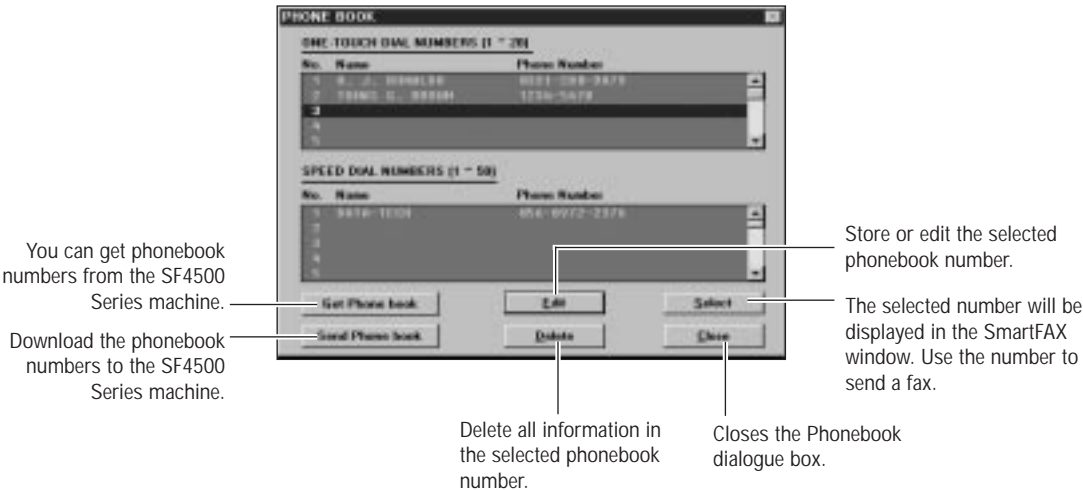 PHONE BOOK
ONE-TOUCH DIAL NUMBERS (1 ~ 20)
No. Name Phone Number
1
2 1234-5678
3
4
5
SPEED DIAL NUMBERS (1 ~ 50)
No. Name Phone Number
1 DATA-TECH
2
3
4
5
Get Phone book Edit Select
Send Phone book Delete Close
You can get phonebook
numbers from the SF4500
Series machine.
Download the phonebook
numbers to the SF4500
Series machine.
Store or edit the selected
phonebook number.
The selected number will be
displayed in the SmartFAX
window. Use the number to
send a fax.
Delete all information in
the selected phonebook
number.
Closes the Phonebook
dialogue box.